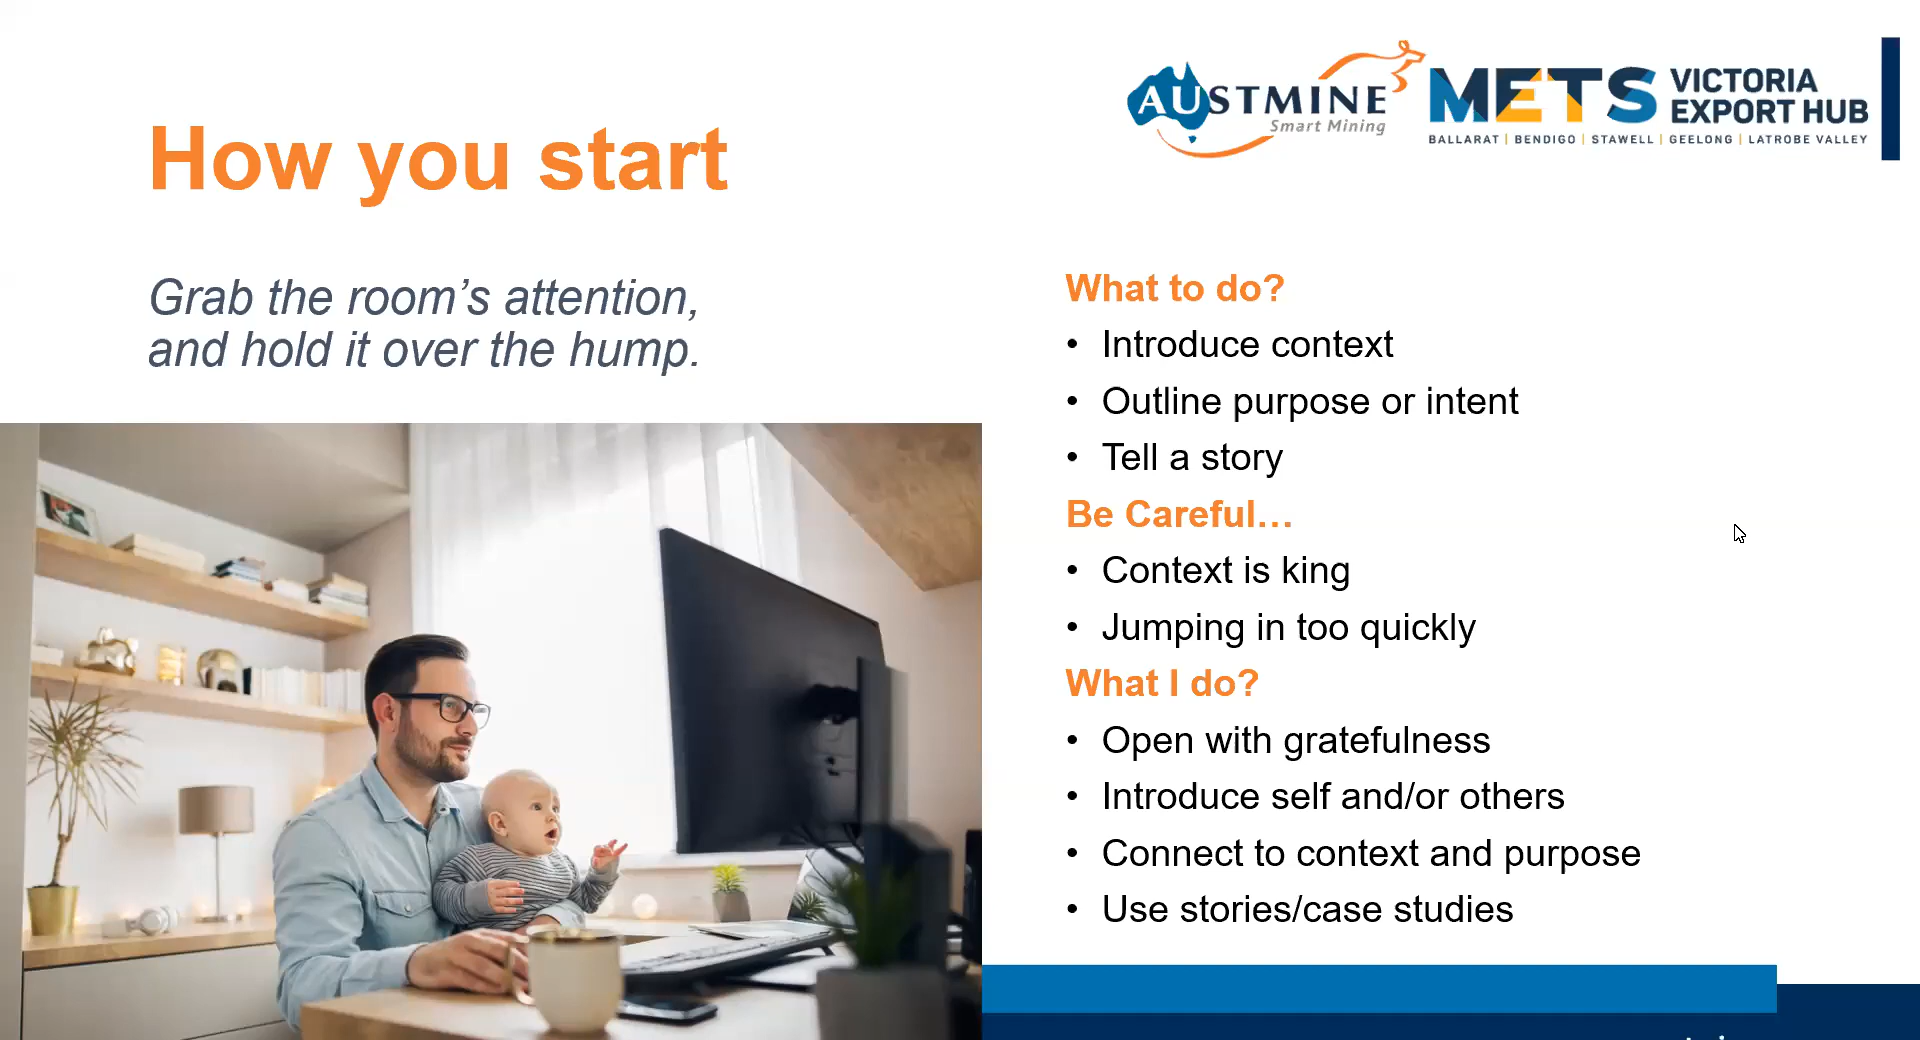 AUSTMINE
Smart Mining
METS
VICTORIA
EXPORT HUB
BALLARAT | BENDIGO | STAWELL | GEELONG | LATROBE VALLEY
How you start
Grab the room’s attention,
and hold it over the hump.
What to do?
• Introduce context
• Outline purpose or intent
• Tell a story
Be Careful…
• Context is king
• Jumping in too quickly
What I do?
• Open with gratefulness
• Introduce self and/or others
• Connect to context and purpose
• Use stories/case studies